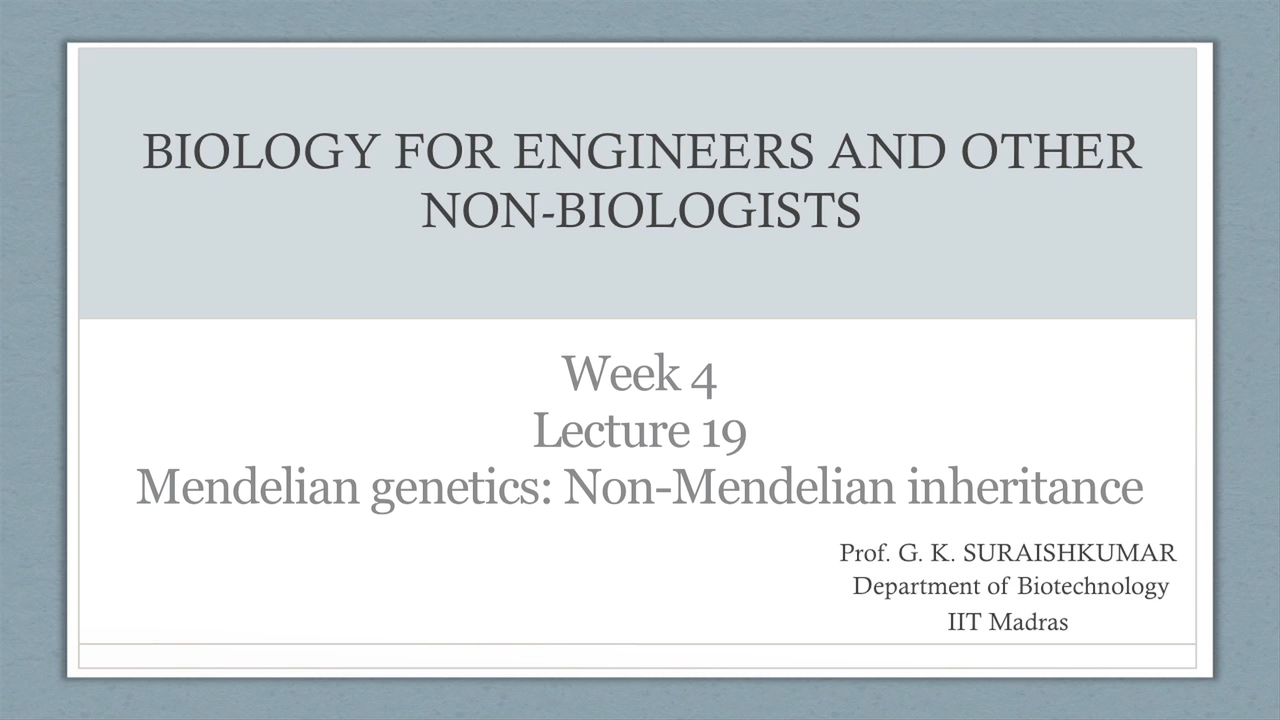 BIOLOGY FOR ENGINEERS AND OTHER
NON-BIOLOGISTS
Week 4
Lecture 19
Mendelian genetics: Non-Mendelian inheritance
Prof. G. K. SURAISHKUMAR
Department of Biotechnology
IIT Madras